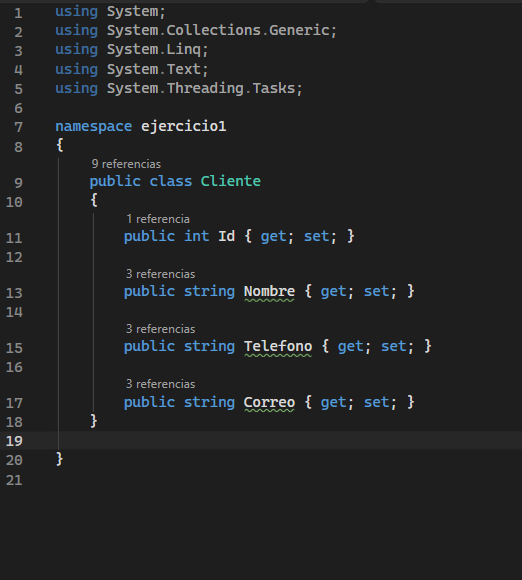 1 using System;
2 using System.Collections.Generic;
3 using System.Linq;
4 using System.Text;
5 using System.Threading.Tasks;
6
7 namespace ejercicio1
8 {
9 referencias
9 public class Cliente
10 {
1 referencia
11 public int Id { get; set; }
12
3 referencias
13 public string Nombre { get; set; }
14
3 referencias
15 public string Telefono { get; set; }
16
3 referencias
17 public string Correo { get; set; }
18 }
19
20 }
21